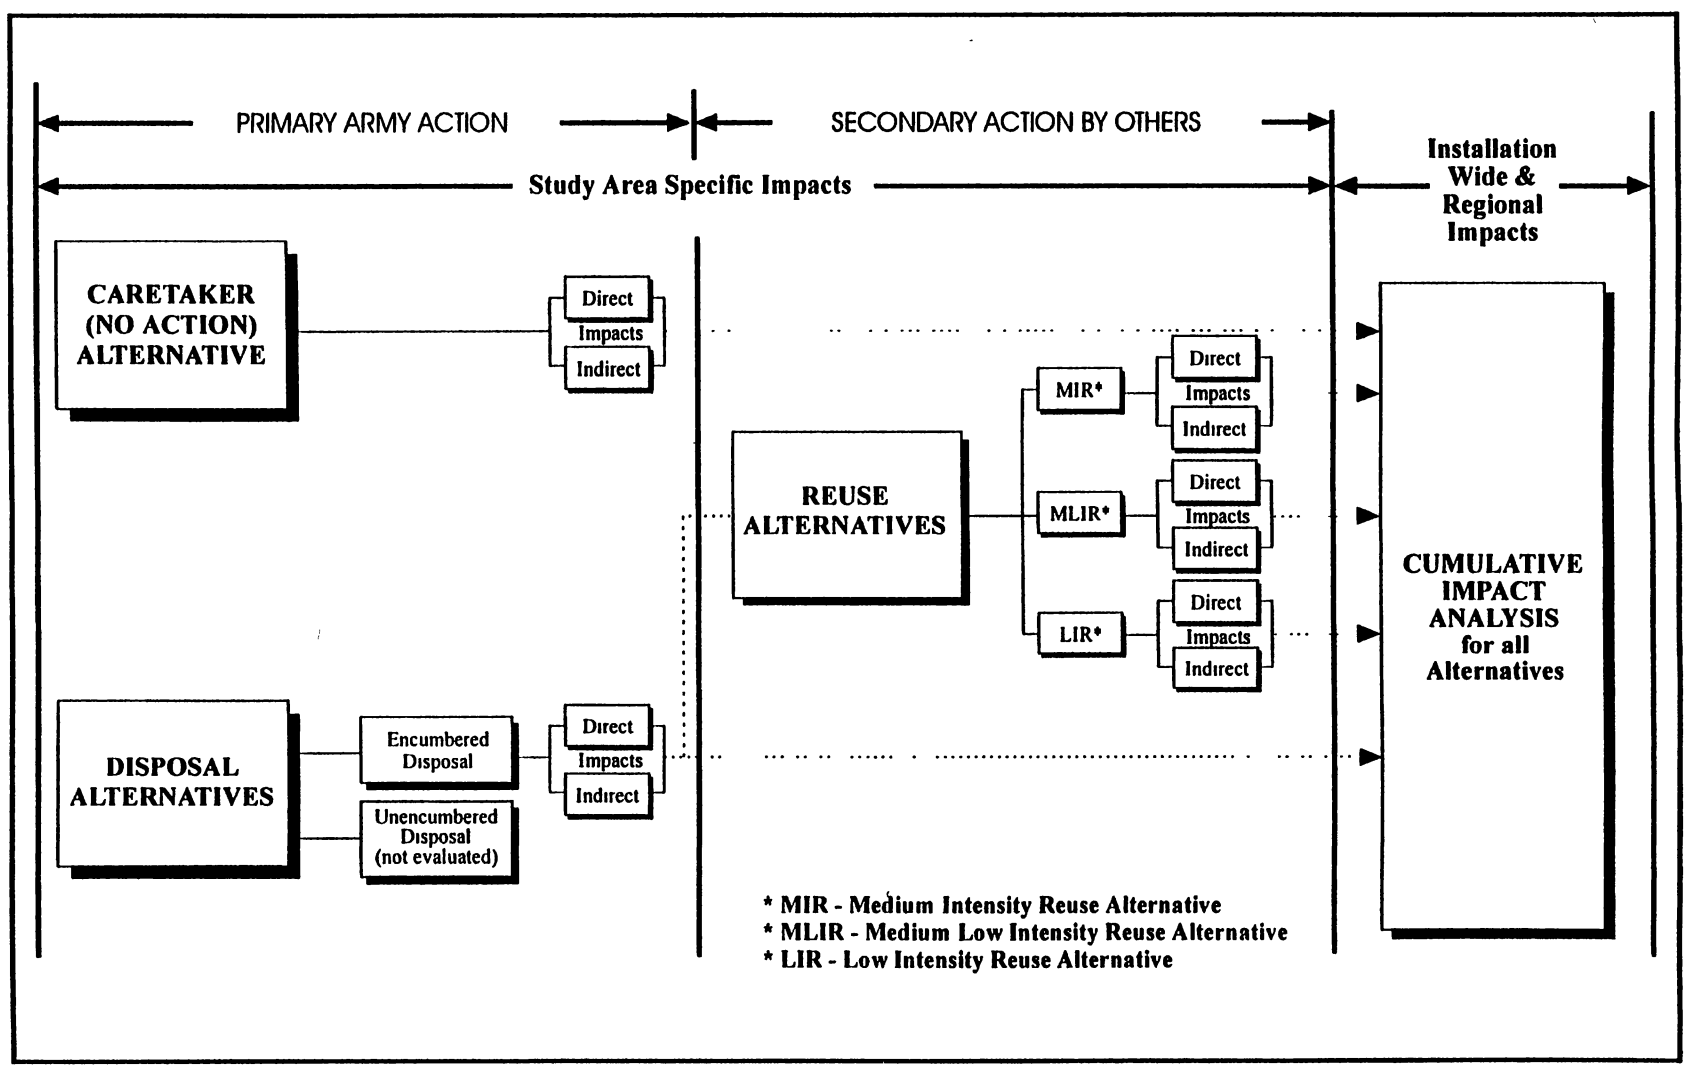 PRIMARY ARMY ACTION
SECONDARY ACTION BY OTHERS
Study Area Specific Impacts
Installation
Wide &
Regional
Impacts
CARETAKER
(NO ACTION)
ALTERNATIVE
Direct
Impacts
Indirect
MIR*
Direct
Impacts
Indirect
REUSE
ALTERNATIVES
MLIR*
Direct
Impacts
Indirect
LIR*
Direct
Impacts
Indirect
CUMULATIVE
IMPACT
ANALYSIS
for all
Alternatives
DISPOSAL
ALTERNATIVES
Encumbered
Disposal
Direct
Impacts
Indirect
Unencumbered
Disposal
(not evaluated)
* MIR - Medium Intensity Reuse Alternative
* MLIR - Medium Low Intensity Reuse Alternative
* LIR - Low Intensity Reuse Alternative